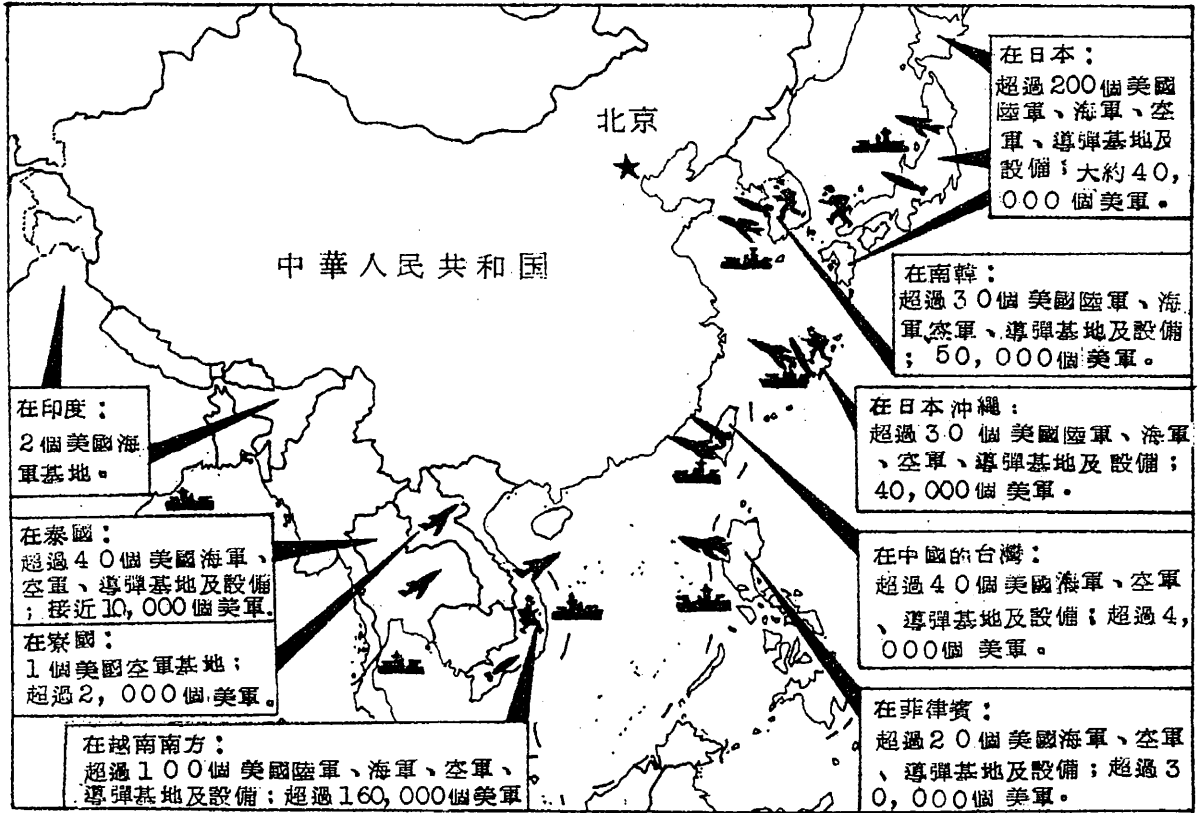 北京
中華人民共和国
在日本：
超過200個美國
陸軍、海軍、空
軍、導彈基地及
設備；大約40,
000個美軍。
在南韓：
超過30個美國陸軍、海
軍空軍、導彈基地及設備
；50,000個美軍。
在日本沖繩：
超過30個美國陸軍、海軍
、空軍、導彈基地及設備；
40,000個美軍。
在中國的台灣：
超過40個美國海軍、空軍
、導彈基地及設備；超過4,
000個美軍。
在菲律賓：
超過20個美國海軍、空軍
、導彈基地及設備；超過3
0,000個美軍。
在印度：
2個美國海
軍基地。
在泰國：
超過40個美國海軍、
空軍、導彈基地及設備
；接近10,000個美軍.
在寮國：
1個美國空軍基地；
超過2,000個美軍。
在越南南方：
超過100個美國陸軍、海軍、空軍、
導彈基地及設備；超過160,000個美軍